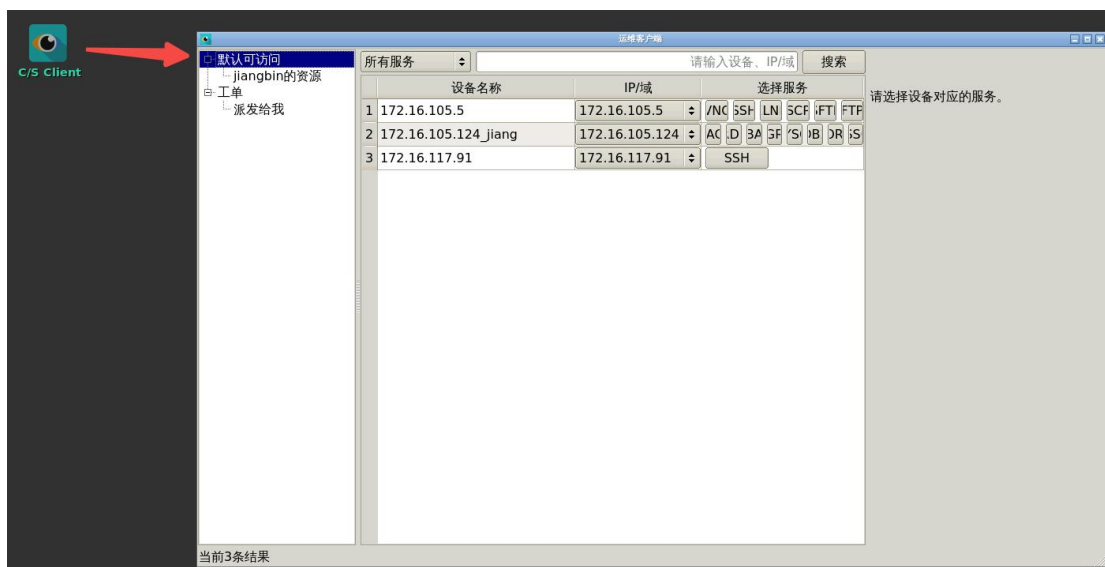 C/S Client
运维客户端
默认可访问
jiangbin的资源
工单
派发给我
所有服务
请输入设备、IP/域
搜索
设备名称 IP/域 选择服务
1 172.16.105.5 172.16.105.5 SSH SCP FTP
2 172.16.105.124_jiang 172.16.105.124
3 172.16.117.91 172.16.117.91 SSH
请选择设备对应的服务。
当前3条结果